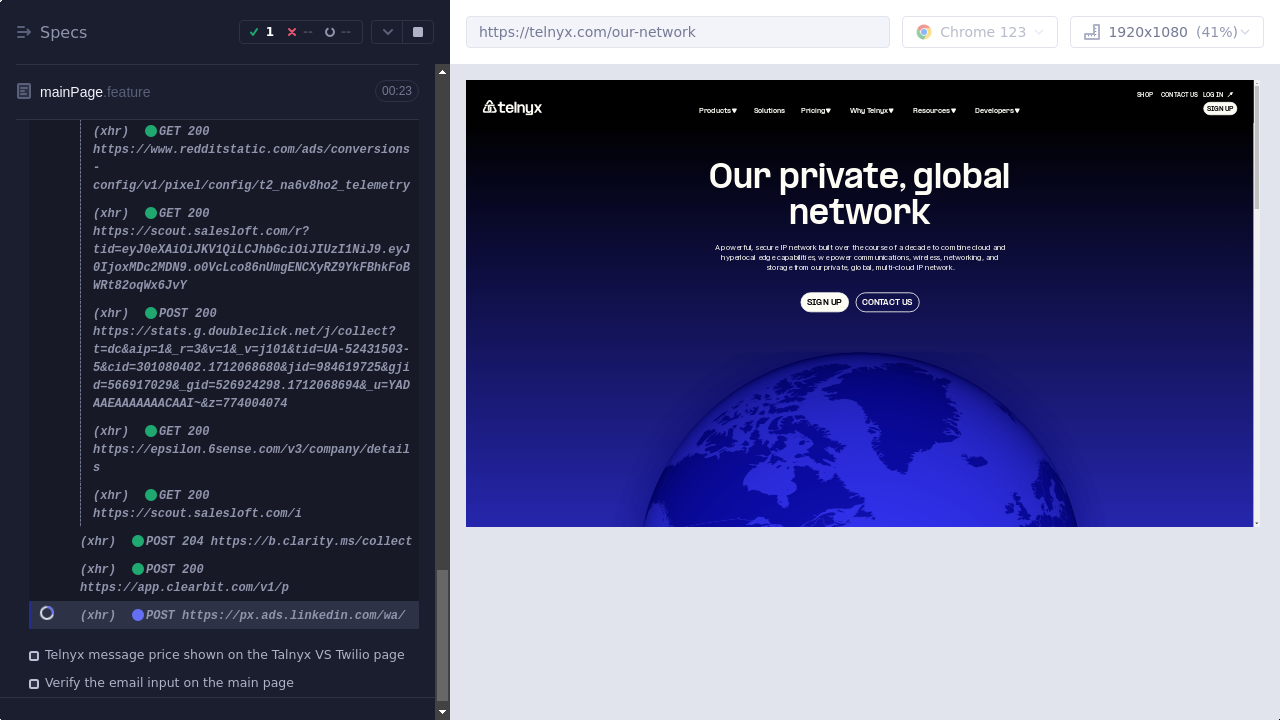 Specs
1
--
--
https://telnyx.com/our-network
Chrome 123
1920x1080 (41%)
mainPage.feature
00:23
(xhr) GET 200
https://www.redditstatic.com/ads/conversions
-
config/v1/pixel/config/t2_na6v8ho2_telemetry
(xhr) GET 200
https://scout.salesloft.com/r?
tid=eyJ0eXAiOiJKV1QiLCJhbGciOiJIUzI1NiJ9.eyJ
0IjoxMDc2MDN9.o0VcLco86nUmgENCXyRZ9YkFBhkFoB
WRt82oqWx6JvY
(xhr) POST 200
https://stats.g.doubleclick.net/j/collect?
t=dc&aip=1&_r=3&v=1&_v=j101&tid=UA-52431503-
5&cid=301080402.1712068680&jid=984619725&gji
d=566917029&_gid=526924298.1712068694&_u=YAD
AAEAAAAAAACAAI~&z=774004074
(xhr) GET 200
https://epsilon.6sense.com/v3/company/detail
s
(xhr) GET 200
https://scout.salesloft.com/i
(xhr) POST 204 https://b.clarity.ms/collect
(xhr) POST 200
https://app.clearbit.com/v1/p
(xhr) POST https://px.ads.linkedin.com/wa/
Telnyx message price shown on the Talnyx VS Twilio page
Verify the email input on the main page
SHOP CONTACT US LOG IN
telnyx
Products Solutions Pricing Why Telnyx Resources Developers
SIGN UP
Our private, global
network
A powerful, secure IP network built over the course of a decade to combine cloud and
hyperlocal edge capabilities, we power communications, wireless, networking, and
storage from our private, global, multi-cloud IP network.
SIGN UP CONTACT US